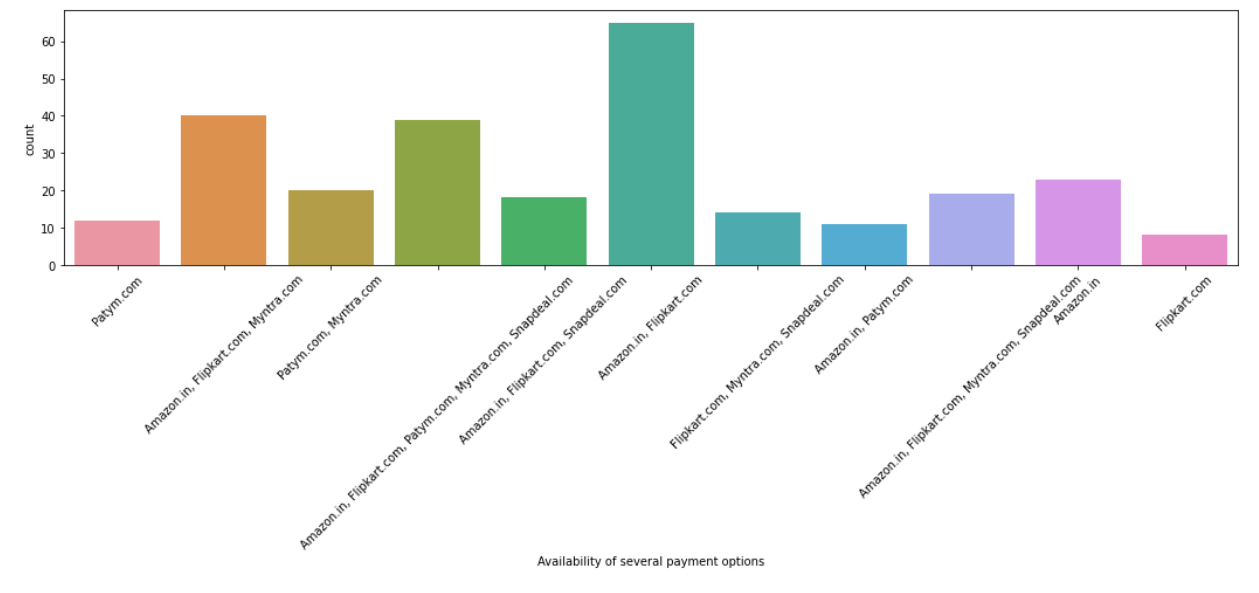 count
60
50
40
30
20
10
0
Patym.com
Amazon.in, Flipkart.com, Myntra.com
Patym.com, Myntra.com
Amazon.in, Flipkart.com, Patym.com, Myntra.com, Snapdeal.com
Amazon.in, Flipkart.com, Snapdeal.com
Amazon.in, Flipkart.com
Flipkart.com, Myntra.com, Snapdeal.com
Amazon.in, Patym.com
Amazon.in, Flipkart.com, Myntra.com, Snapdeal.com
Amazon.in
Flipkart.com
Availability of several payment options